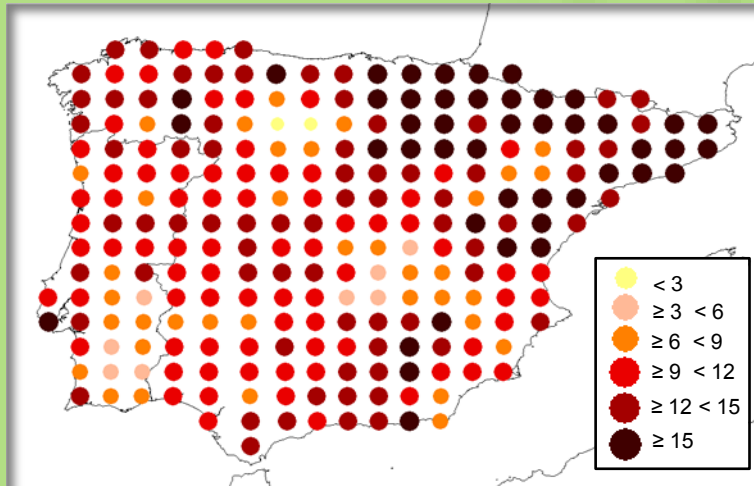 < 3
≥ 3 < 6
≥ 6 < 9
≥ 9 < 12
≥ 12 < 15
≥ 15